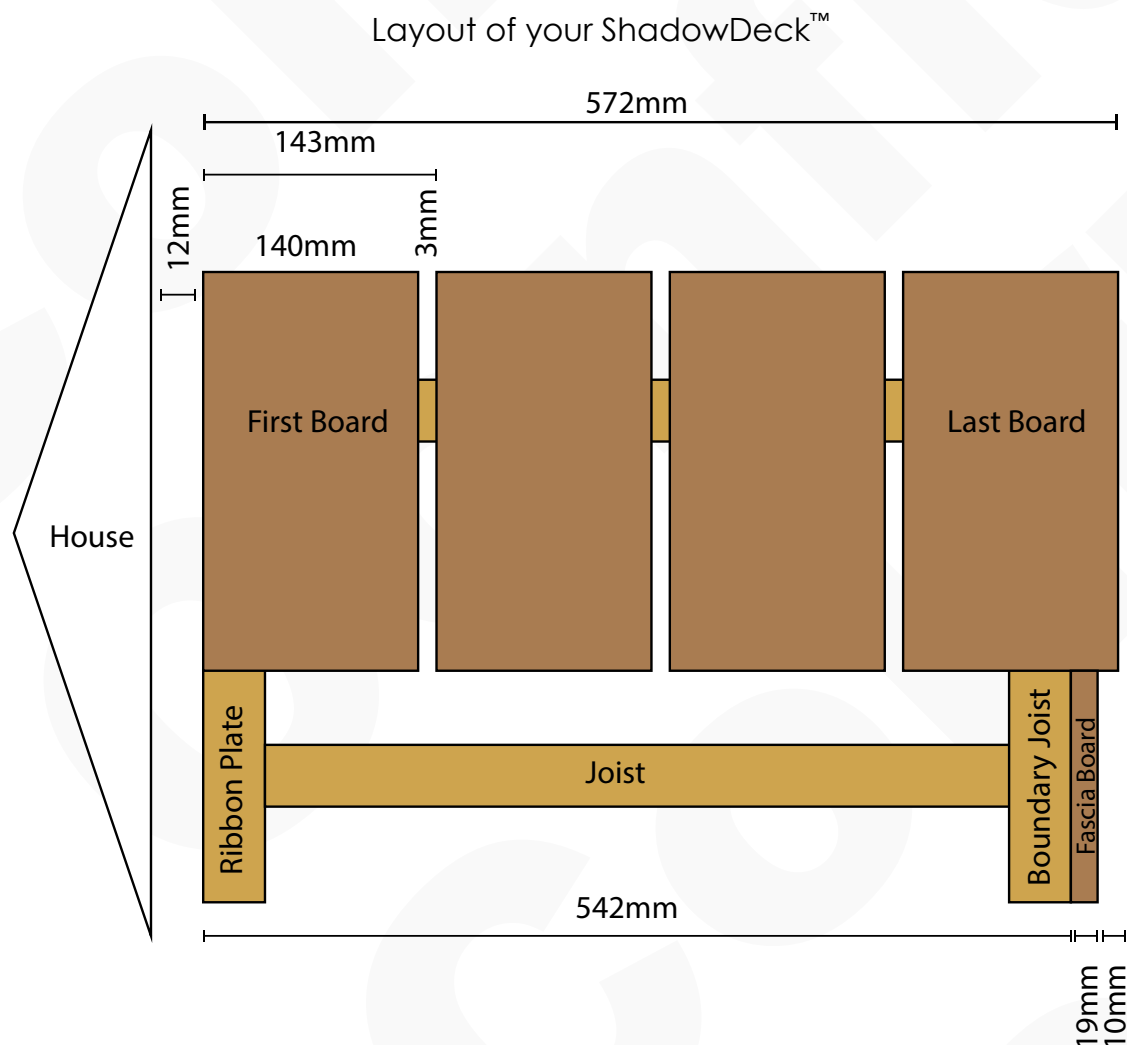 Layout of your ShadowDeck™
572mm
143mm
12mm
140mm
3mm
First Board
Last Board
House
Ribbon Plate
Joist
Boundary Joist
Fascia Board
542mm
19mm
10mm